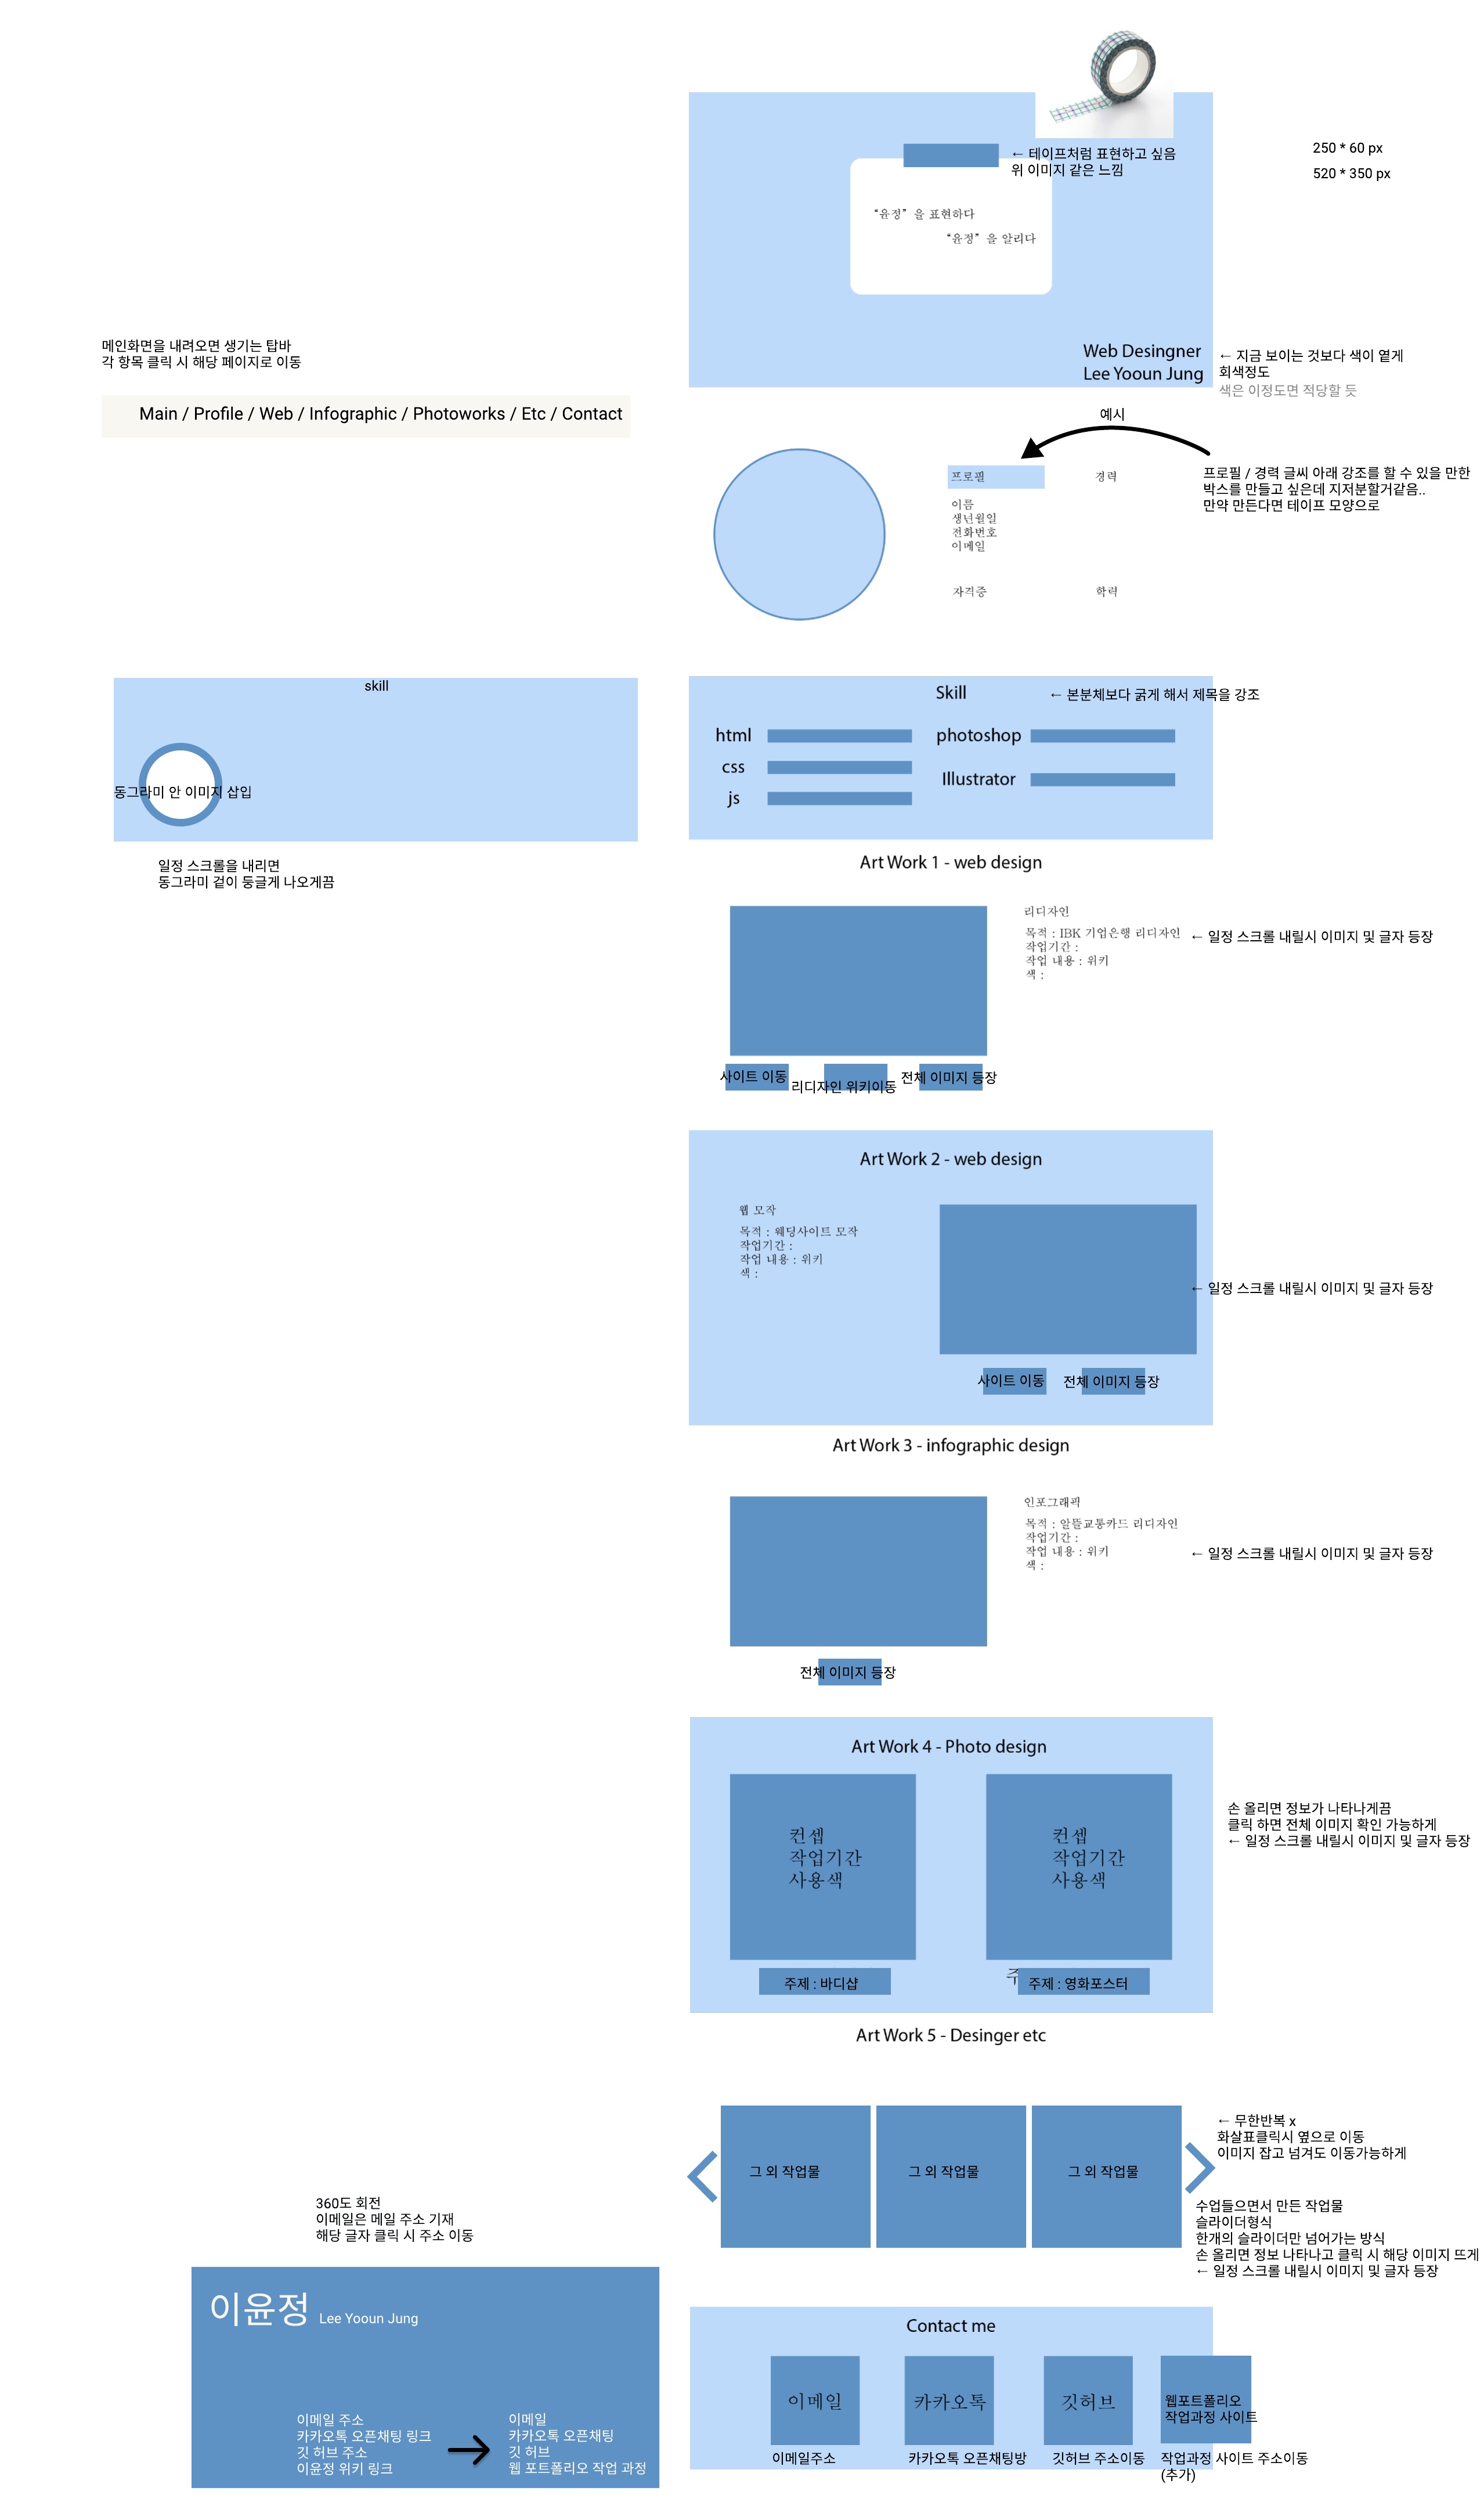 ← 테이프처럼 표현하고 싶음
위 이미지 같은 느낌
250 * 60 px
520 * 350 px
“윤정” 을 표현하다
“윤정” 을 알리다
Web Desingner
Lee Yooun Jung
← 지금 보이는 것보다 색이 옅게
회색정도
색은 이정도면 적당할 듯
메인화면을 내려오면 생기는 탑바
각 항목 클릭 시 해당 페이지로 이동
Main / Profile / Web / Infographic / Photoworks / Etc / Contact
예시
프로필
경력
이름
생년월일
전화번호
이메일
자격증
학력
프로필 / 경력 글씨 아래 강조를 할 수 있을 만한
박스를 만들고 싶은데 지저분할거같음..
만약 만든다면 테이프 모양으로
skill
동그라미 안 이미지 삽입
일정 스크롤을 내리면
동그라미 겉이 둥글게 나오게끔
Skill
← 본분체보다 굵게 해서 제목을 강조
html
css
js
photoshop
Illustrator
Art Work 1 - web design
리디자인
목적 : IBK 기업은행 리디자인
작업기간 :
작업 내용 : 위키
색 :
← 일정 스크롤 내릴시 이미지 및 글자 등장
사이트 이동
리디자인 위키이동
전체 이미지 등장
Art Work 2 - web design
웹 모작
목적 : 웨딩사이트 모작
작업기간 :
작업 내용 : 위키
색 :
← 일정 스크롤 내릴시 이미지 및 글자 등장
사이트 이동
전체 이미지 등장
Art Work 3 - infographic design
인포그래픽
목적 : 알뜰교통카드 리디자인
작업기간 :
작업 내용 : 위키
색 :
← 일정 스크롤 내릴시 이미지 및 글자 등장
전체 이미지 등장
Art Work 4 - Photo design
컨셉
작업기간
사용색
컨셉
작업기간
사용색
손 올리면 정보가 나타나게끔
클릭 하면 전체 이미지 확인 가능하게
← 일정 스크롤 내릴시 이미지 및 글자 등장
주제 : 바디샵
주
주제 : 영화포스터
Art Work 5 - Desinger etc
그 외 작업물
그 외 작업물
그 외 작업물
← 무한반복 x
화살표클릭시 옆으로 이동
이미지 잡고 넘겨도 이동가능하게
수업들으면서 만든 작업물
슬라이더형식
한개의 슬라이더만 넘어가는 방식
손 올리면 정보 나타나고 클릭 시 해당 이미지 뜨게
← 일정 스크롤 내릴시 이미지 및 글자 등장
360도 회전
이메일은 메일 주소 기재
해당 글자 클릭 시 주소 이동
이윤정 Lee Yooun Jung
이메일 주소
카카오톡 오픈채팅 링크
깃 허브 주소
이윤정 위키 링크
이메일
카카오톡 오픈채팅
깃 허브
웹 포트폴리오 작업 과정
Contact me
이메일
카카오톡
깃허브
웹포트폴리오
작업과정 사이트
이메일주소
카카오톡 오픈채팅방
깃허브 주소이동
작업과정 사이트 주소이동
(추가)